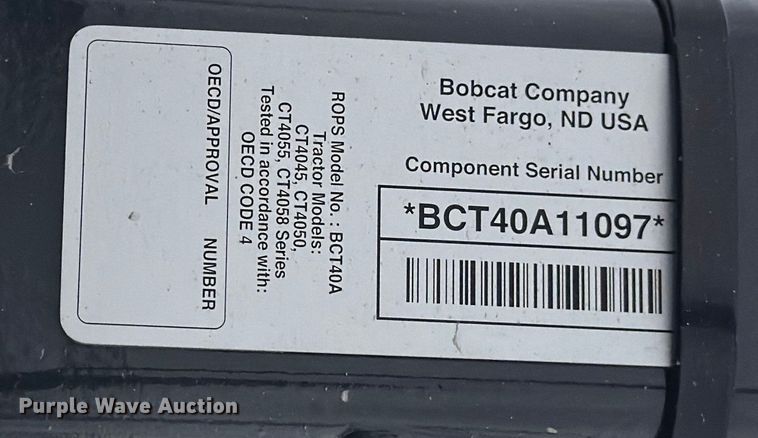 Bobcat Company
West Fargo, ND USA
Component Serial Number
*BCT40A11097*
ROPS Model No. : BCT40A
Tractor Models:
CT4045, CT4050,
CT4055, CT4058 Series
Tested in accordance with:
OECD CODE 4
OECD/APPROVAL NUMBER
Purple Wave Auction